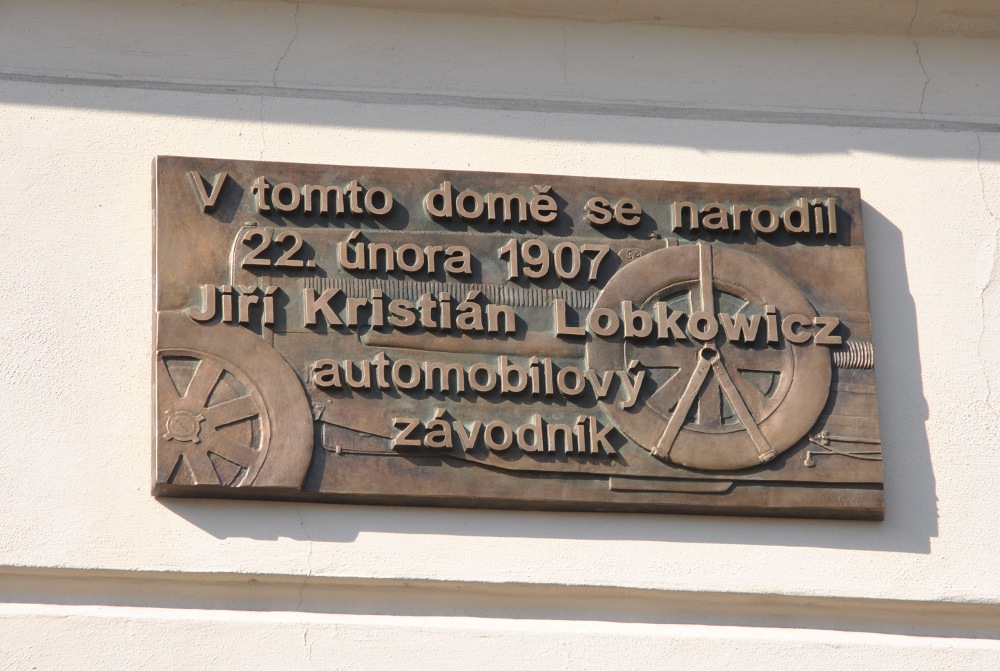 V tomto domě se narodil
22. února 1907
Jiří Kristián Lobkowicz
automobilový
závodník